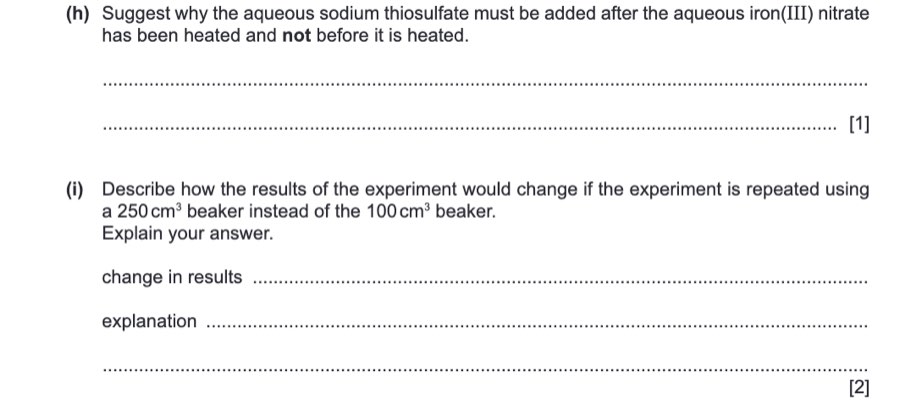 (h) Suggest why the aqueous sodium thiosulfate must be added after the aqueous iron(III) nitrate
has been heated and not before it is heated.
..........................................................................................................................................
..................................................................................................................................... [1]
(i) Describe how the results of the experiment would change if the experiment is repeated using
a 250 cm³ beaker instead of the 100 cm³ beaker.
Explain your answer.
change in results ................................................................................................................
explanation ........................................................................................................................
..........................................................................................................................................
[2]